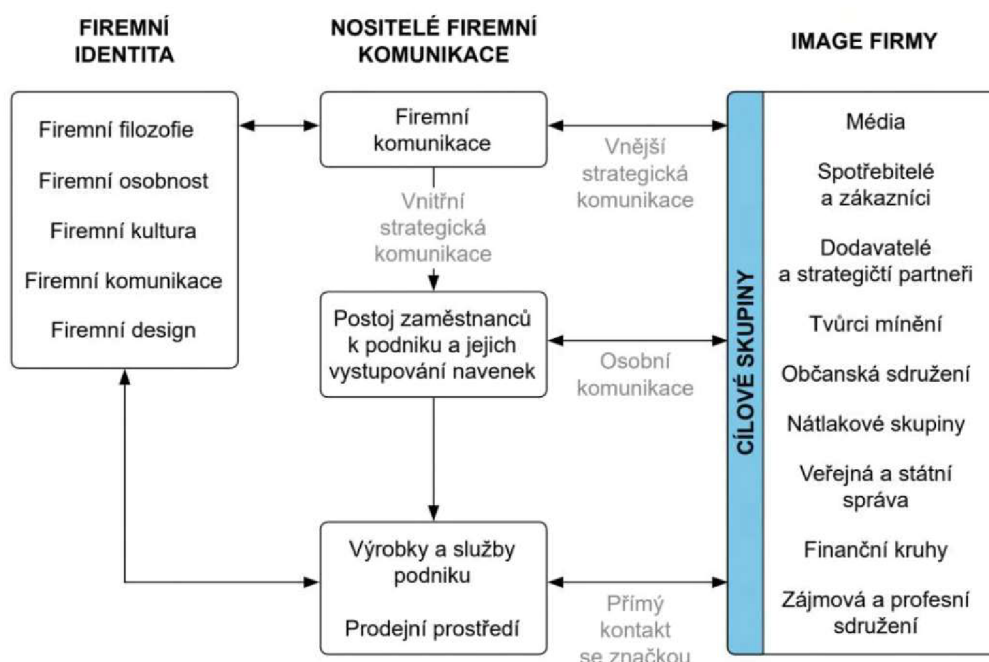 FIREMNÍ
IDENTITA
Firemní filozofie
Firemní osobnost
Firemní kultura
Firemní komunikace
Firemní design
NOSITELÉ FIREMNÍ
KOMUNIKACE
Firemní
komunikace
Vnitřní
strategická
komunikace
Postoj zaměstnanců
k podniku a jejich
vystupování navenek
Výrobky a služby
podniku
Prodejní prostředí
Vnější
strategická
komunikace
Osobní
komunikace
Přímý
kontakt
se značkou
IMAGE FIRMY
CÍLOVÉ SKUPINY
Média
Spotřebitelé
a zákazníci
Dodavatelé
a strategičtí partneři
Tvůrci mínění
Občanská sdružení
Nátlakové skupiny
Veřejná a státní
správa
Finanční kruhy
Zájmová a profesní
sdružení